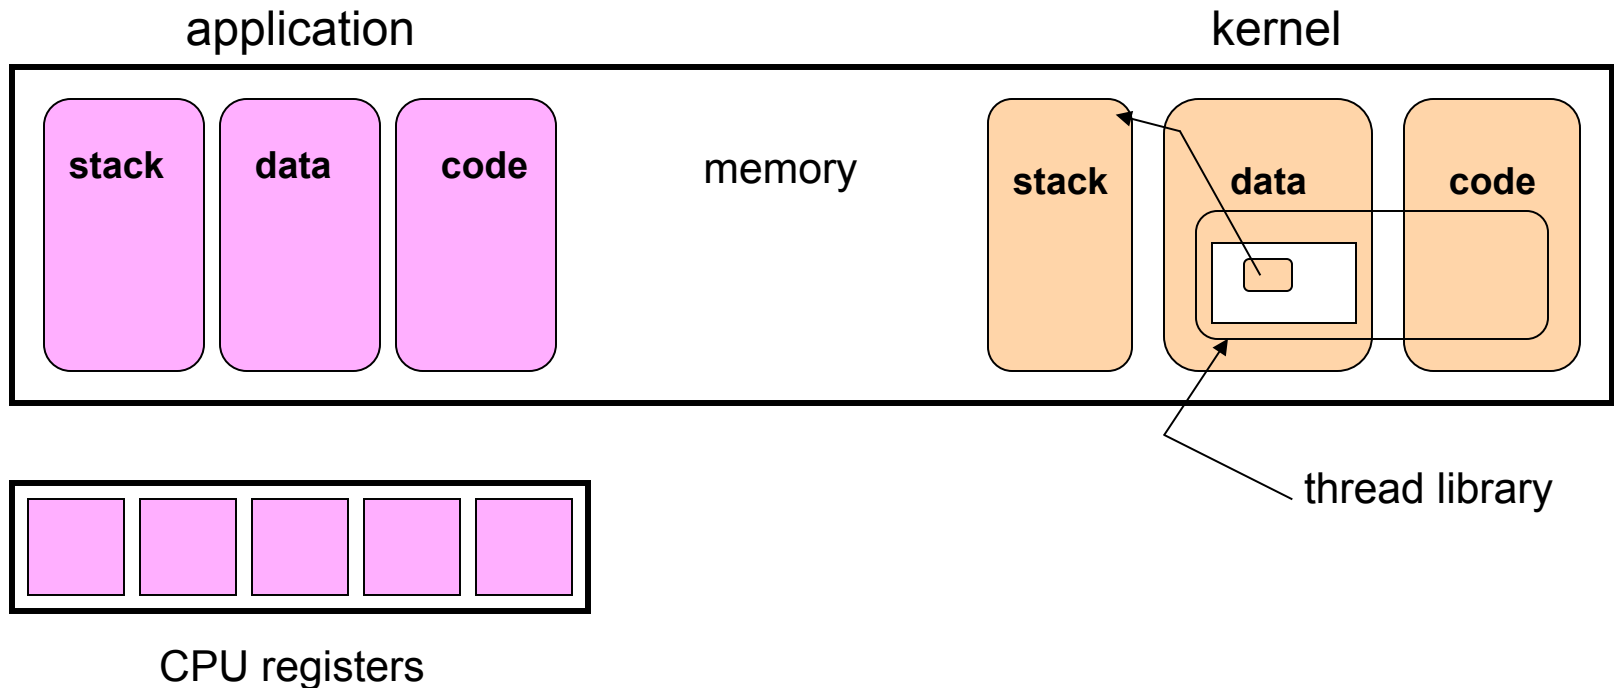 application
kernel
stack
data
code
memory
stack
data
code
thread library
CPU registers